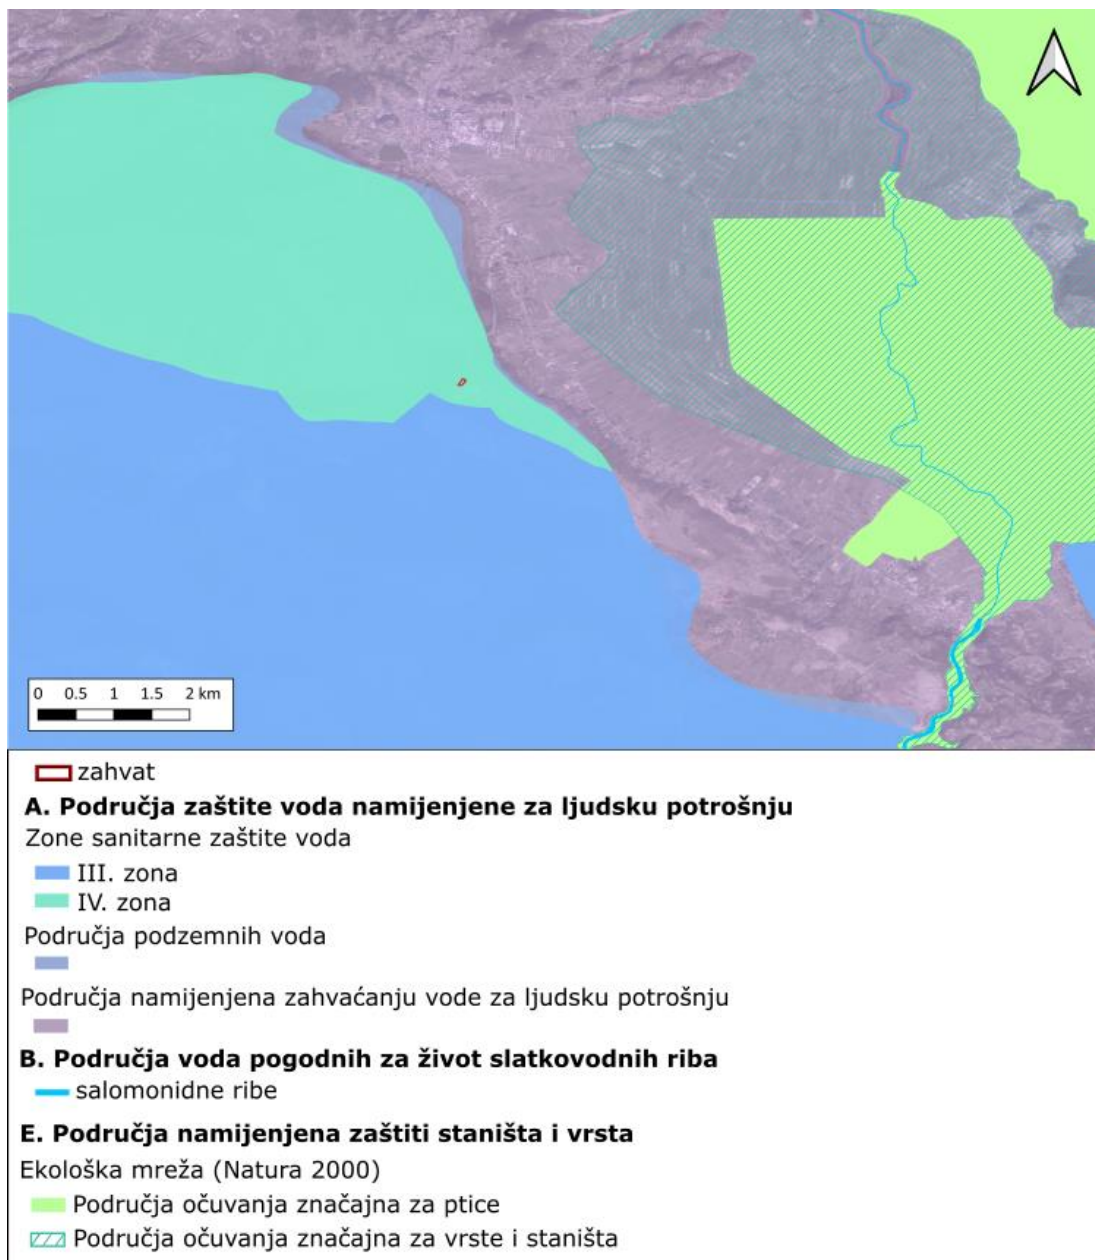 0 0.5 1 1.5 2 km
zahvat
A. Područja zaštite voda namijenjene za ljudsku potrošnju
Zone sanitarne zaštite voda
III. zona
IV. zona
Područja podzemnih voda
Područja namijenjena zahvaćanju vode za ljudsku potrošnju
B. Područja voda pogodnih za život slatkovodnih riba
salomonidne ribe
E. Područja namijenjena zaštiti staništa i vrsta
Ekološka mreža (Natura 2000)
Područja očuvanja značajna za ptice
Područja očuvanja značajna za vrste i staništa